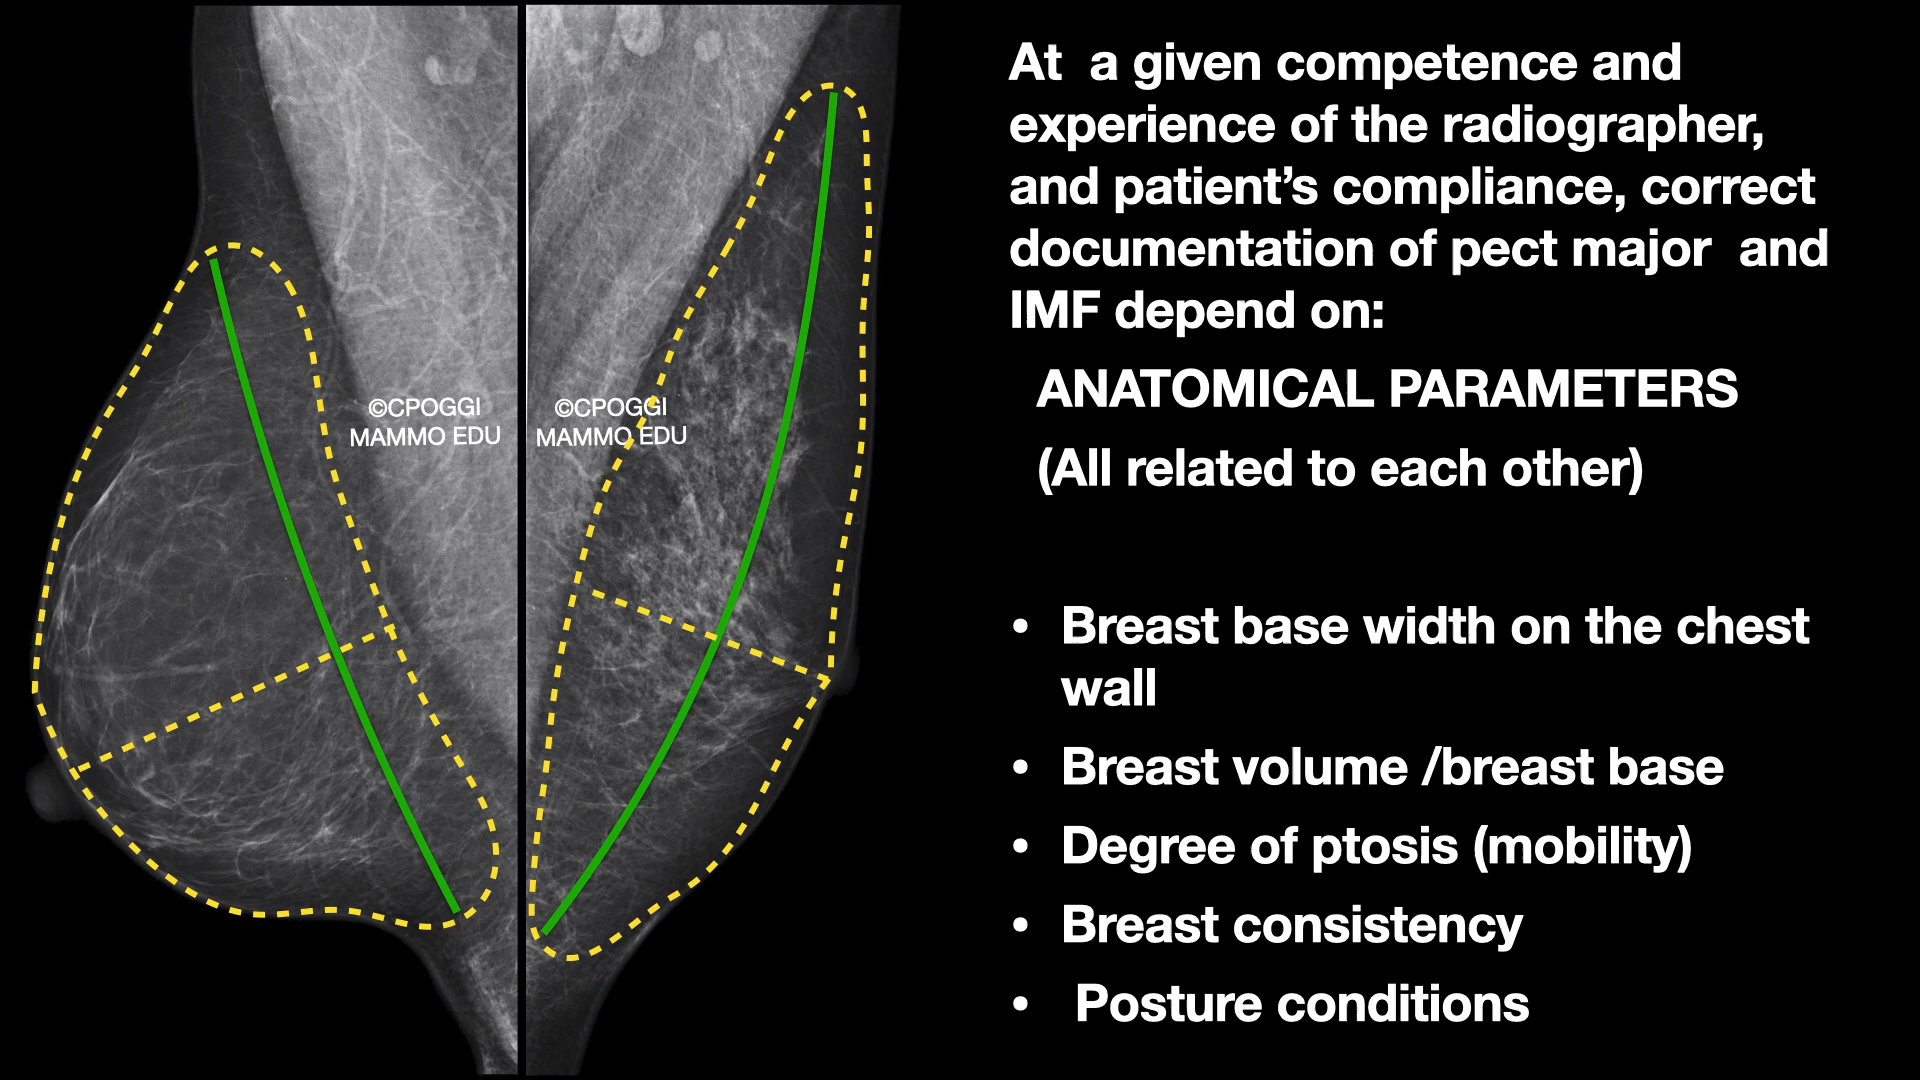 At  a given competence and
experience of the radiographer,
and patient’s compliance, correct
documentation of pect major  and
IMF depend on:
ANATOMICAL PARAMETERS
(All related to each other)
• Breast base width on the chest
wall
• Breast volume /breast base
• Degree of ptosis (mobility)
• Breast consistency
• Posture conditions
©CPOGGI
MAMMO EDU
©CPOGGI
MAMMO EDU